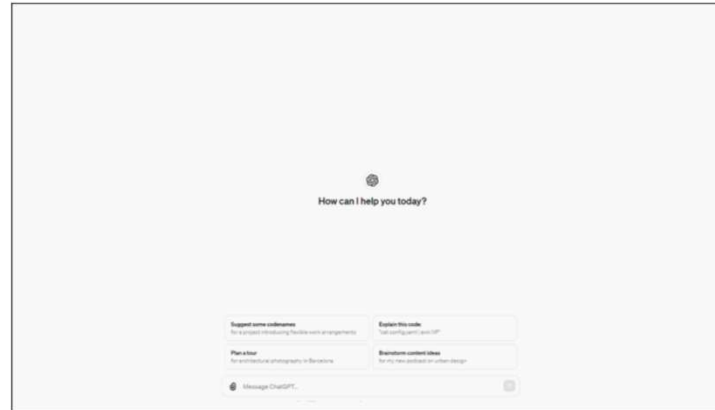 How can I help you today?
Suggest some codenames
for a project introducing flexible work arrangements
Explain this code:
"cat config.yaml | awk NF"
Plan a tour
for architectural photography in Barcelona
Brainstorm content ideas
for my new podcast on urban design
Message ChatGPT...